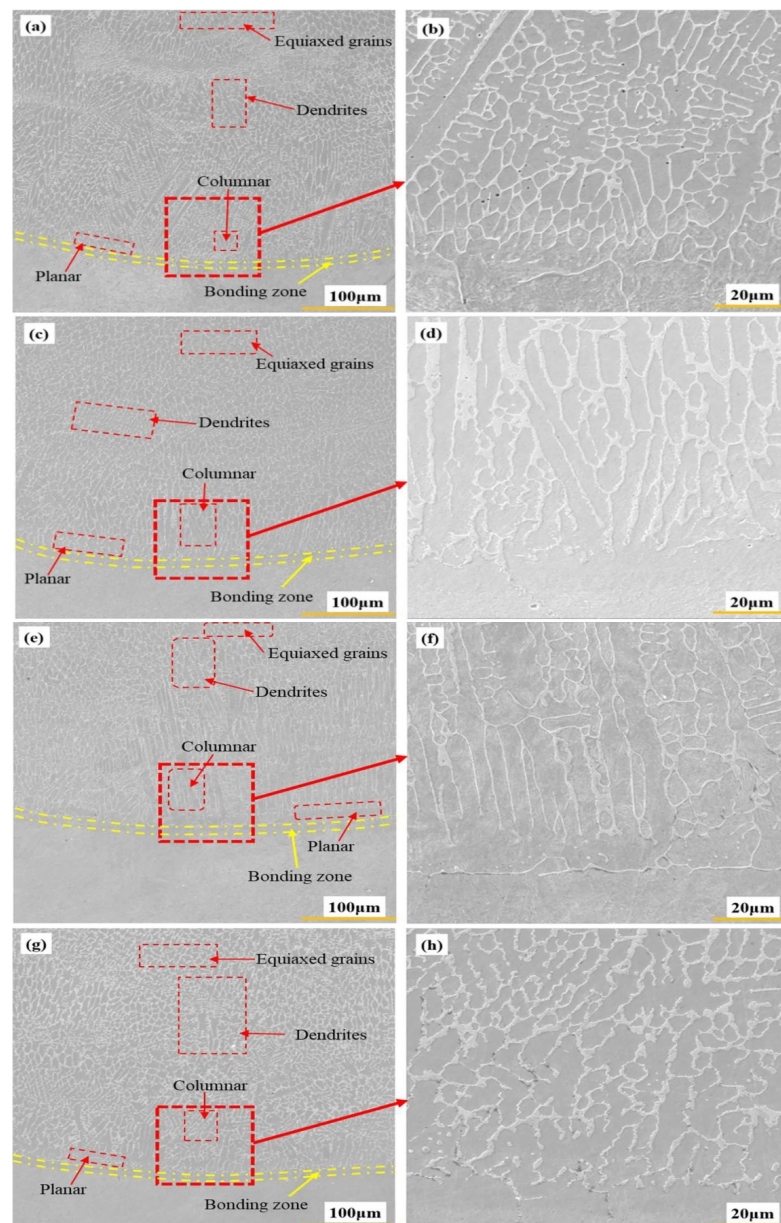 (a)
Equiaxed grains
Dendrites
Columnar
Planar
Bonding zone
100μm
(b)
20μm
(c)
Equiaxed grains
Dendrites
Columnar
Planar
Bonding zone
100μm
(d)
20μm
(e)
Equiaxed grains
Dendrites
Columnar
Planar
Bonding zone
100μm
(f)
20μm
(g)
Equiaxed grains
Dendrites
Columnar
Planar
Bonding zone
100μm
(h)
20μm